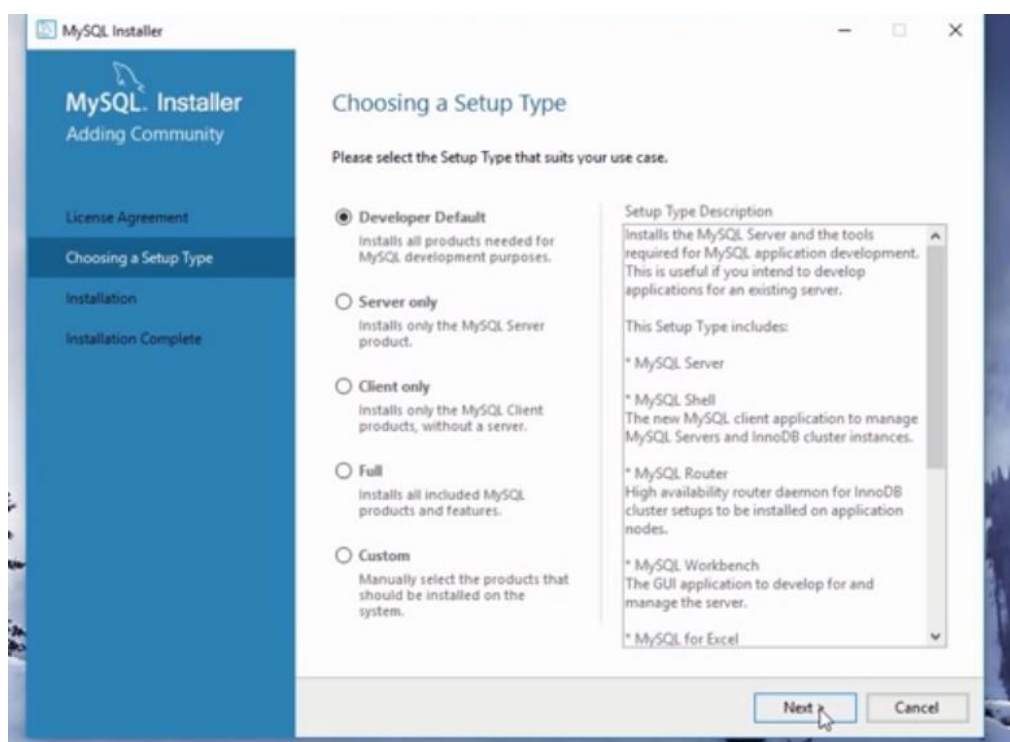 MySQL Installer
MySQL. Installer
Adding Community
License Agreement
Choosing a Setup Type
Installation
Installation Complete
Choosing a Setup Type
Please select the Setup Type that suits your use case.
Developer Default
Installs all products needed for
MySQL development purposes.
Server only
Installs only the MySQL Server
product.
Client only
Installs only the MySQL Client
products, without a server.
Full
Installs all included MySQL
products and features.
Custom
Manually select the products that
should be installed on the
system.
Setup Type Description
Installs the MySQL Server and the tools
required for MySQL application development.
This is useful if you intend to develop
applications for an existing server.
This Setup Type includes:
* MySQL Server
* MySQL Shell
The new MySQL client application to manage
MySQL Servers and InnoDB cluster instances.
* MySQL Router
High availability router daemon for InnoDB
cluster setups to be installed on application
nodes.
* MySQL Workbench
The GUI application to develop for and
manage the server.
* MySQL for Excel
Next >
Cancel